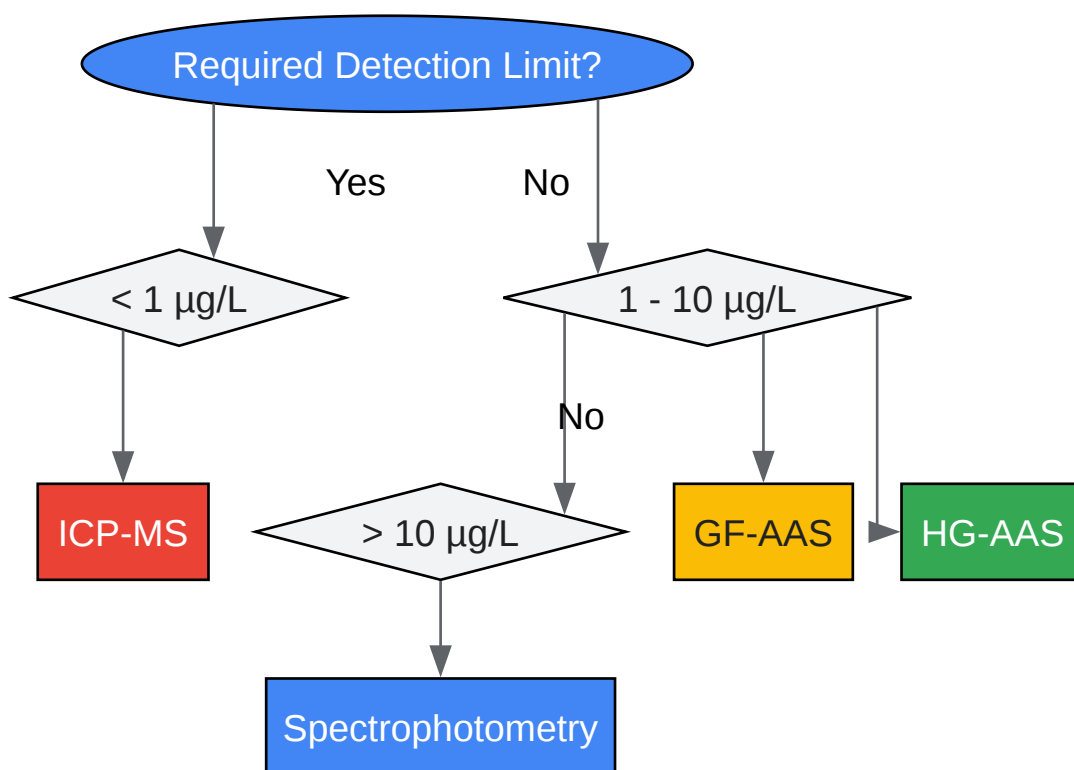 Required Detection Limit?
Yes
No
< 1 µg/L
1 - 10 µg/L
No
ICP-MS
> 10 µg/L
GF-AAS
HG-AAS
Spectrophotometry